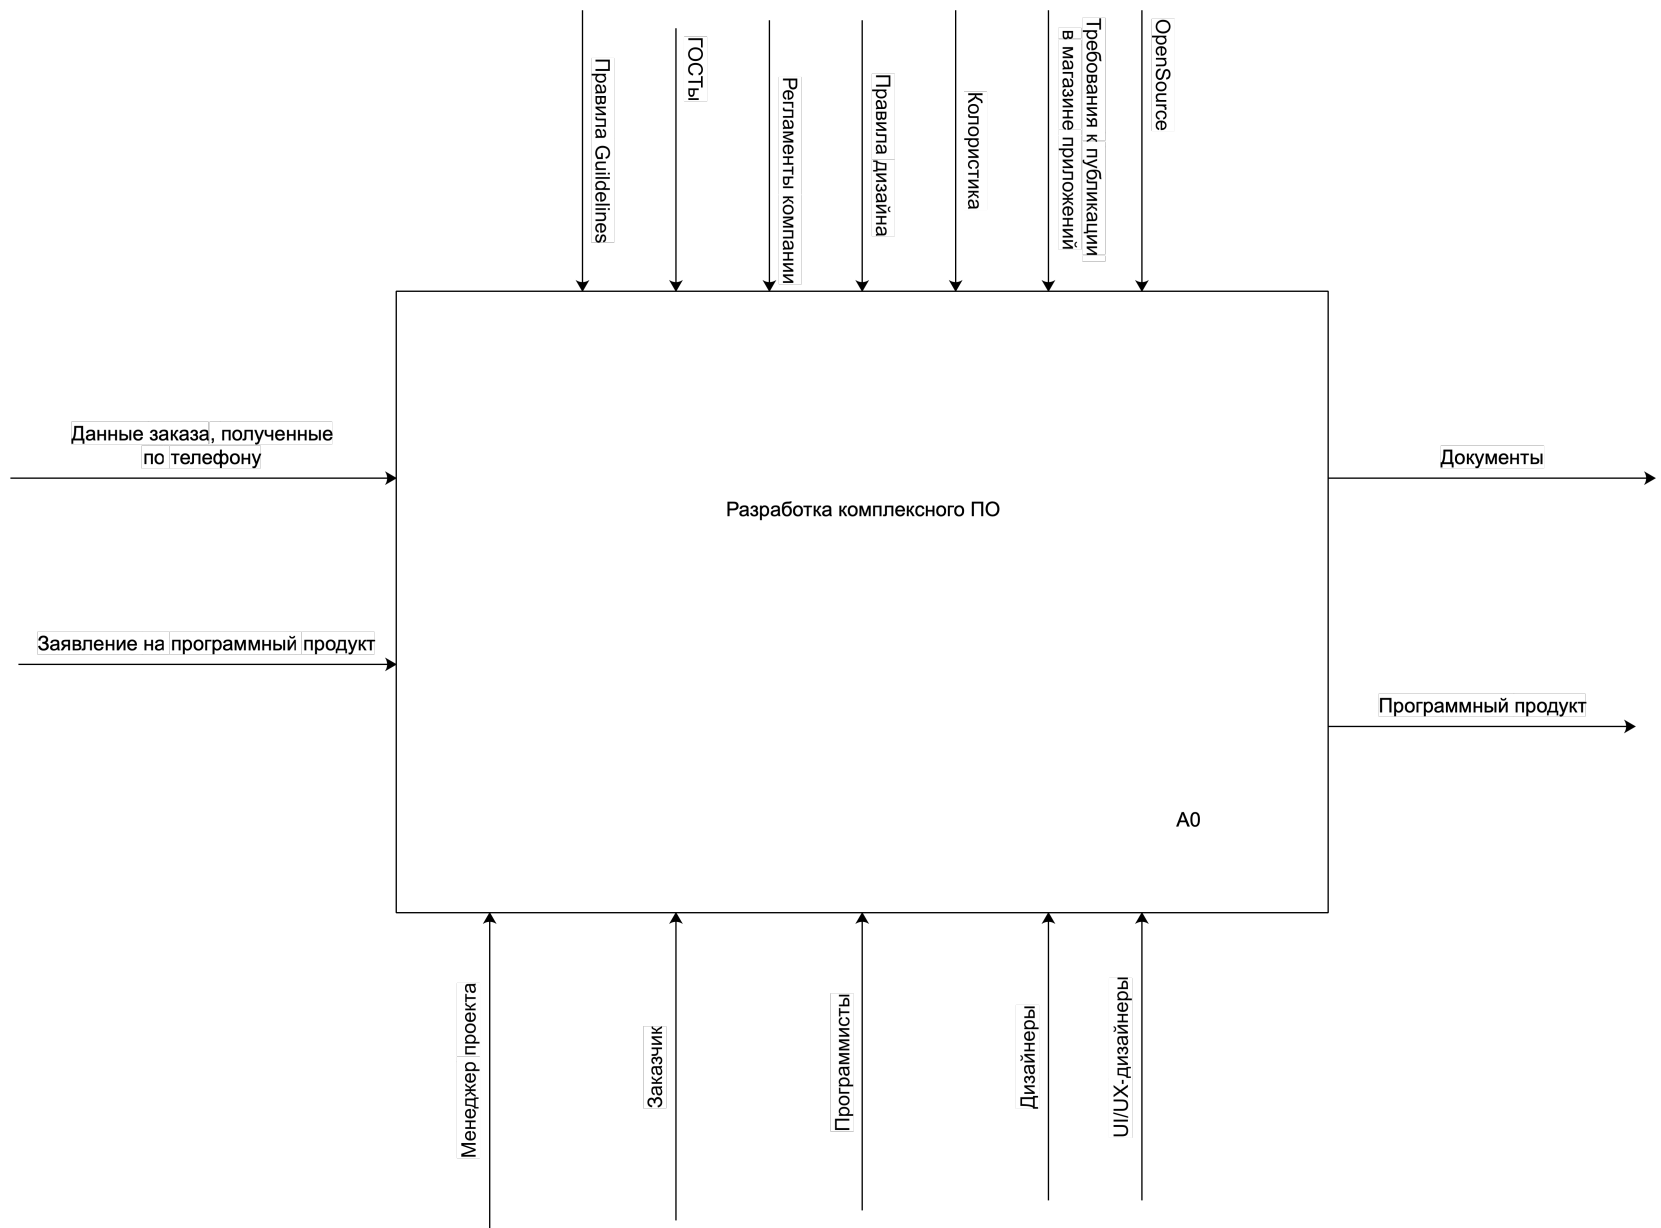 Правила Guildelines
ГОСТы
Регламенты компании
Правила дизайна
Колористика
Требования к публикации
в магазине приложений
OpenSource
Данные заказа, полученные
по телефону
Заявление на программный продукт
Разработка комплексного ПО
A0
Документы
Программный продукт
Менеджер проекта
Заказчик
Программисты
Дизайнеры
UI/UX-дизайнеры